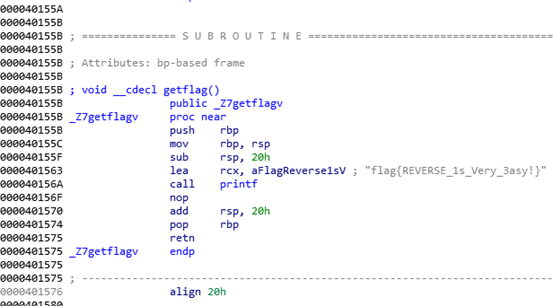 000040155A
000040155B
000040155B ; =============== S U B R O U T I N E =======================================
000040155B
000040155B ; Attributes: bp-based frame
000040155B
000040155B ; void __cdecl getflag()
000040155B public _Z7getflagv
000040155B _Z7getflagv proc near
000040155B push rbp
000040155C mov rbp, rsp
000040155F sub rsp, 20h
0000401563 lea rcx, aFlagReverse1sV ; "flag{REVERSE_1s_Very_3asy!}"
000040156A call printf
000040156F nop
0000401570 add rsp, 20h
0000401574 pop rbp
0000401575 retn
0000401575 _Z7getflagv endp
0000401575
0000401575 ; ---------------------------------------------------------------------------
0000401576 align 20h
0000401580